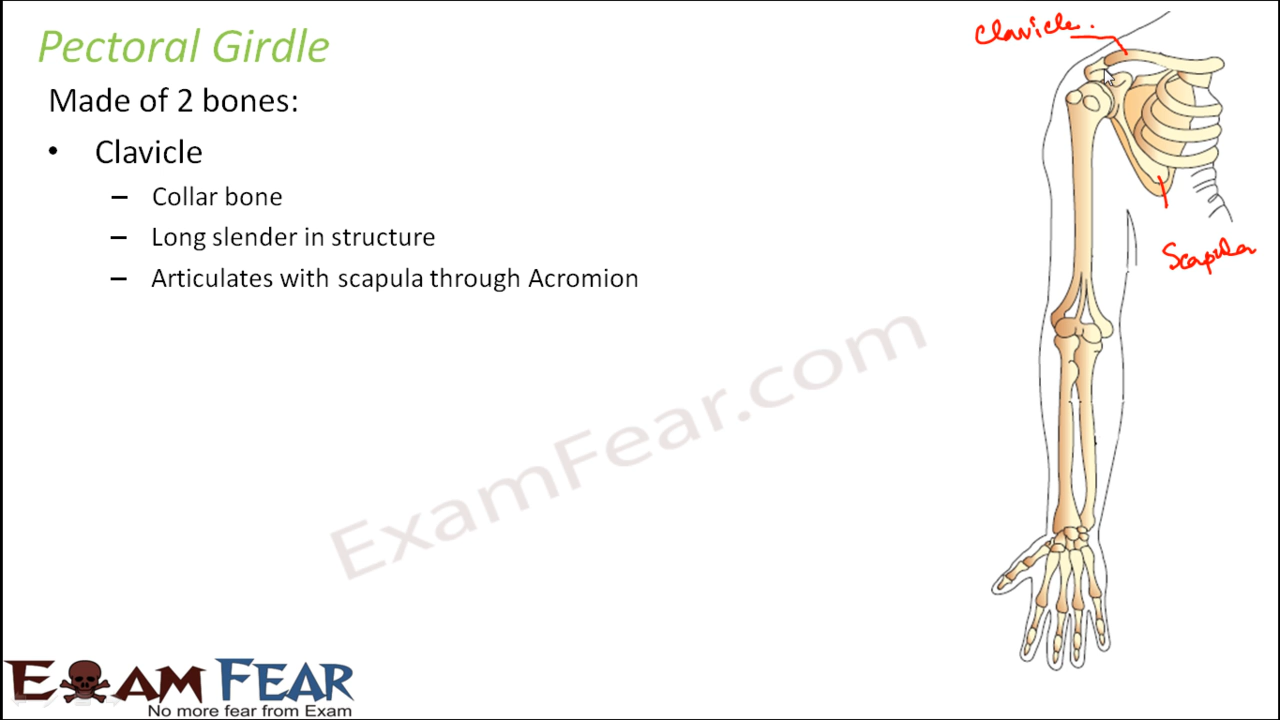 Pectoral Girdle
Clavicle.
Made of 2 bones:
• Clavicle
– Collar bone
– Long slender in structure
– Articulates with scapula through Acromion
Scapula
ExamFear.com
EXAM FEAR
No more fear from Exam